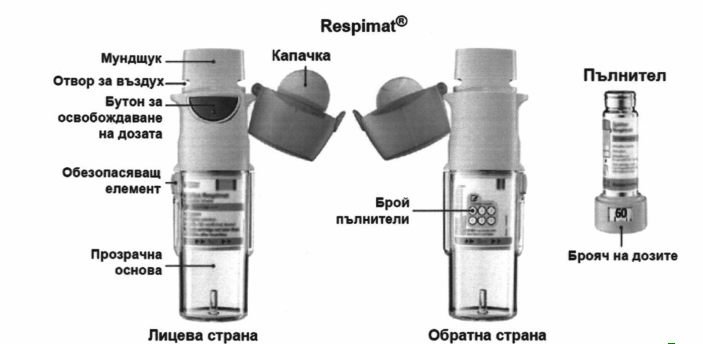 Respimat®
Мундщук
Отвор за въздух
Бутон за
освобождаване
на дозата
Обезопасяващ
елемент
Прозрачна
основа
Лицева страна
Капачка
Брой
пълнители
Обратна страна
Пълнител
60
Брояч на дозите